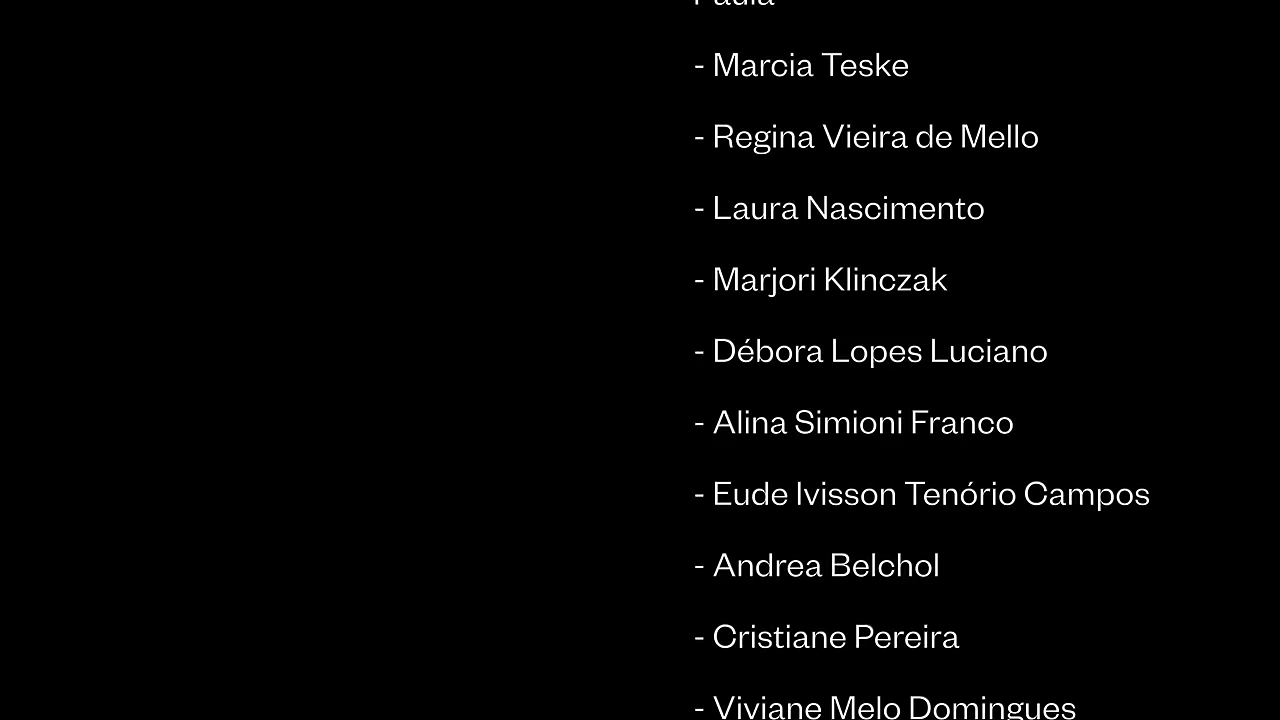 Paula
- Marcia Teske
- Regina Vieira de Mello
- Laura Nascimento
- Marjori Klinczak
- Débora Lopes Luciano
- Alina Simioni Franco
- Eude Ivisson Tenório Campos
- Andrea Belchol
- Cristiane Pereira
- Viviane Melo Domingues